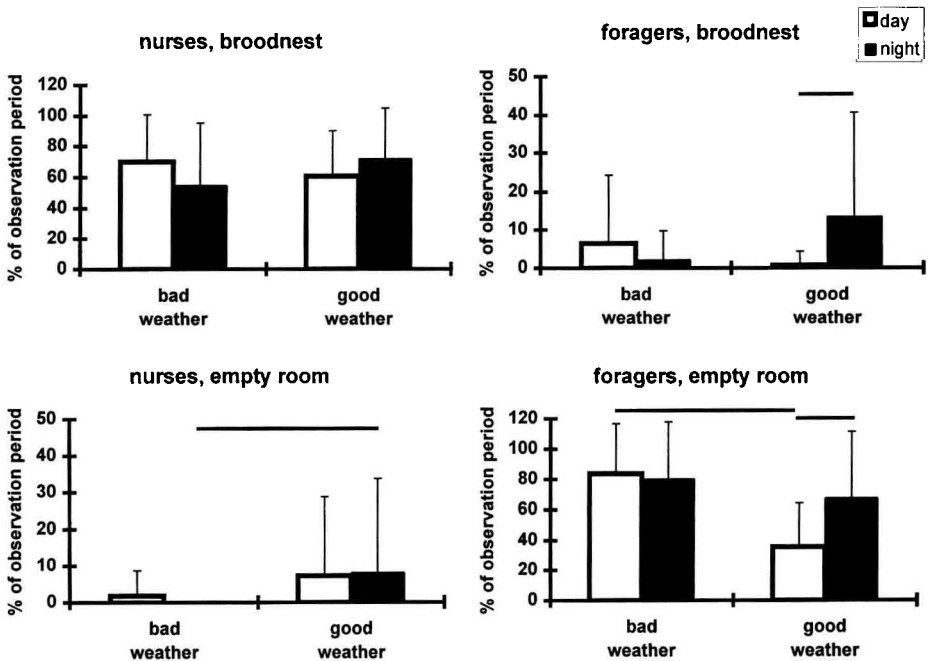 day
night
nurses, broodnest
% of observation period
120
100
80
60
40
20
0
bad
weather
good
weather
foragers, broodnest
% of observation period
50
40
30
20
10
0
bad
weather
good
weather
nurses, empty room
% of observation period
50
40
30
20
10
0
bad
weather
good
weather
foragers, empty room
% of observation period
120
100
80
60
40
20
0
bad
weather
good
weather